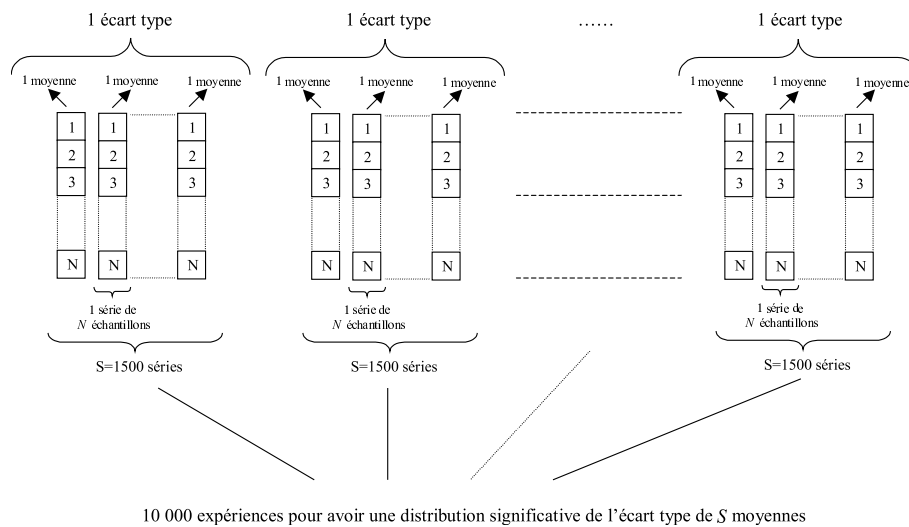 1 écart type 1 écart type ...... 1 écart type
1 moyenne 1 moyenne 1 moyenne 1 moyenne 1 moyenne 1 moyenne 1 moyenne 1 moyenne 1 moyenne
1 1 1 1 1 1 1 1 1
2 2 2 2 2 2 2 2 2
3 3 3 3 3 3 3 3 3
N N N N N N N N N
1 série de 1 série de 1 série de
N échantillons N échantillons N échantillons
S=1500 séries S=1500 séries S=1500 séries
10 000 expériences pour avoir une distribution significative de l’écart type de S moyennes